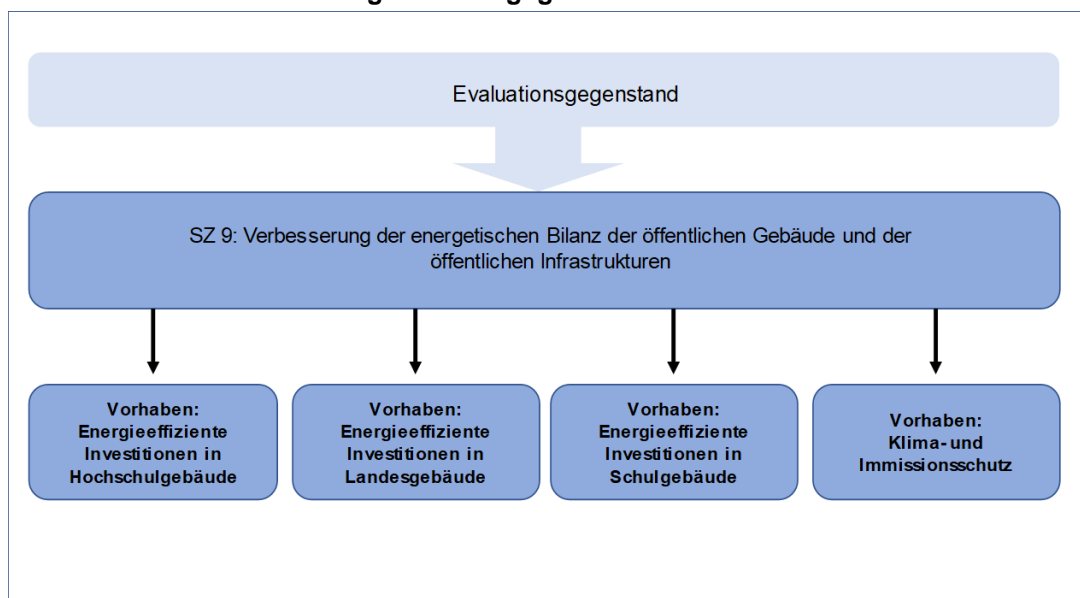 Evaluationsgegenstand
SZ 9: Verbesserung der energetischen Bilanz der öffentlichen Gebäude und der
öffentlichen Infrastrukturen
Vorhaben:
Energieeffiziente
Investitionen in
Hochschulgebäude
Vorhaben:
Energieeffiziente
Investitionen in
Landesgebäude
Vorhaben:
Energieeffiziente
Investitionen in
Schulgebäude
Vorhaben:
Klima- und
Immissionsschutz